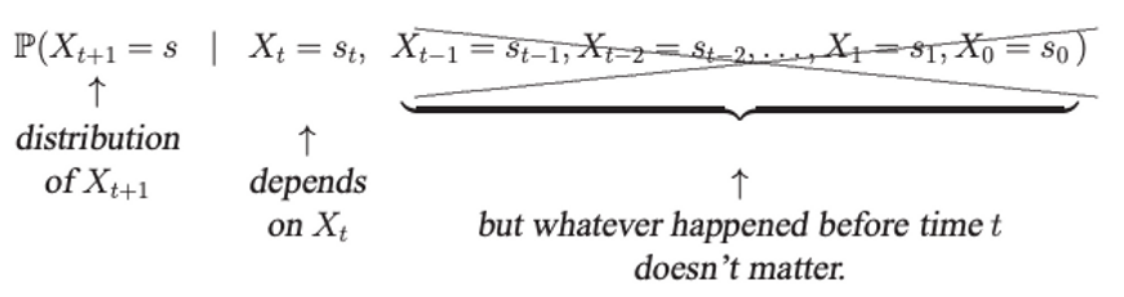 ℙ(X_{t+1} = s | X_t = s_t, X_{t−1} = s_{t−1}, X_{t−2} = s_{t−2}, . . . , X_1 = s_1, X_0 = s_0)
↑
distribution
of X_{t+1}
↑
depends
on X_t
↑
but whatever happened before time t
doesn’t matter.